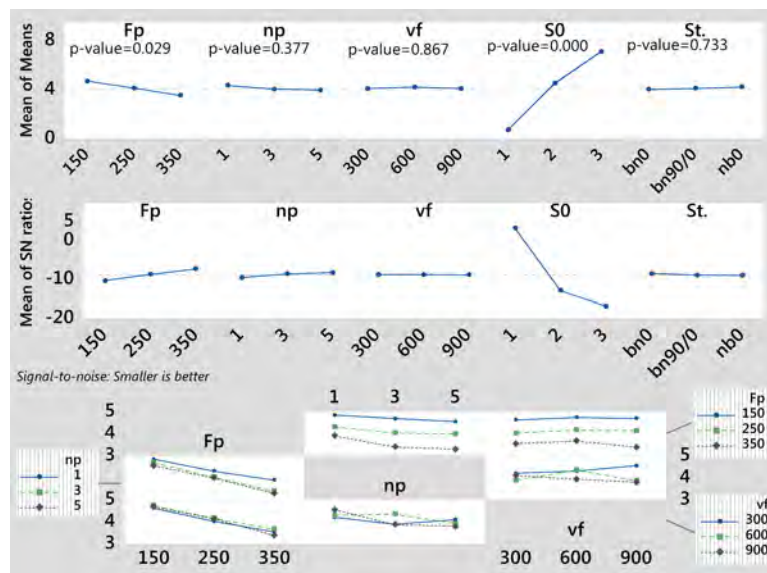 Fp np vf S0 St.
p-value=0.029 p-value=0.377 p-value=0.867 p-value=0.000 p-value=0.733
Mean of Means
8
4
0
150 250 350 1 3 5 300 600 900 1 2 3 bn0 bn90/0 nb0
Fp np vf S0 St.
Mean of SN ratio:
5
0
-10
-20
150 250 350 1 3 5 300 600 900 1 2 3 bn0 bn90/0 nb0
Signal-to-noise: Smaller is better
1 3 5
Fp
150
250
350
5
4
3
Fp
np
1
3
5
5
4
3
np
5
4
3
vf
vf
300
600
900
150 250 350 300 600 900